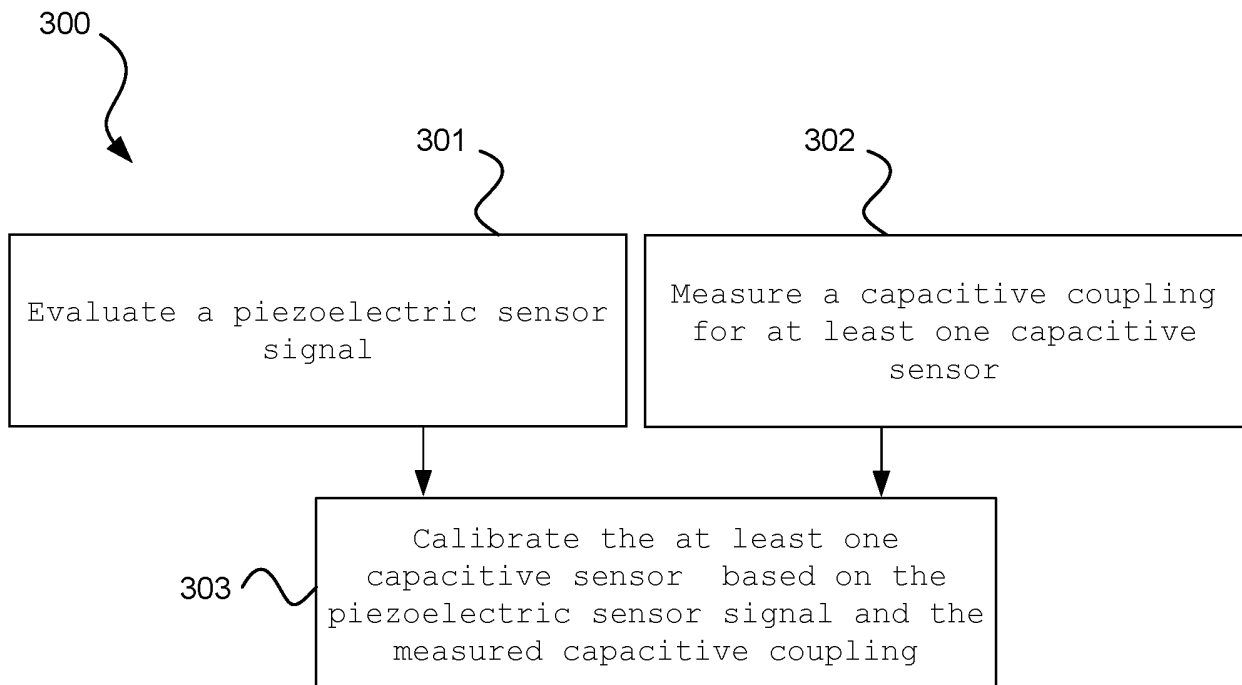 300
301
302
Evaluate a piezoelectric sensor
signal
Measure a capacitive coupling
for at least one capacitive
sensor
303
Calibrate the at least one
capacitive sensor based on the
piezoelectric sensor signal and the
measured capacitive coupling